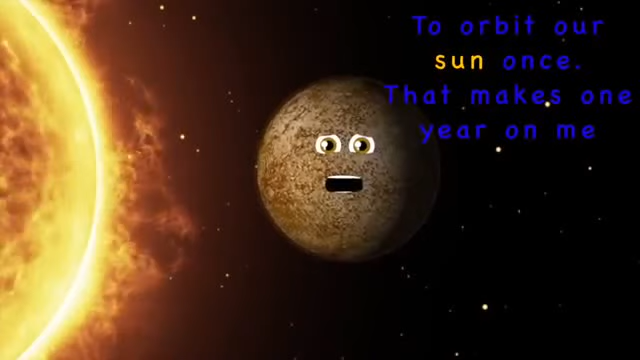 To orbit our
sun once.
That makes one
year on me